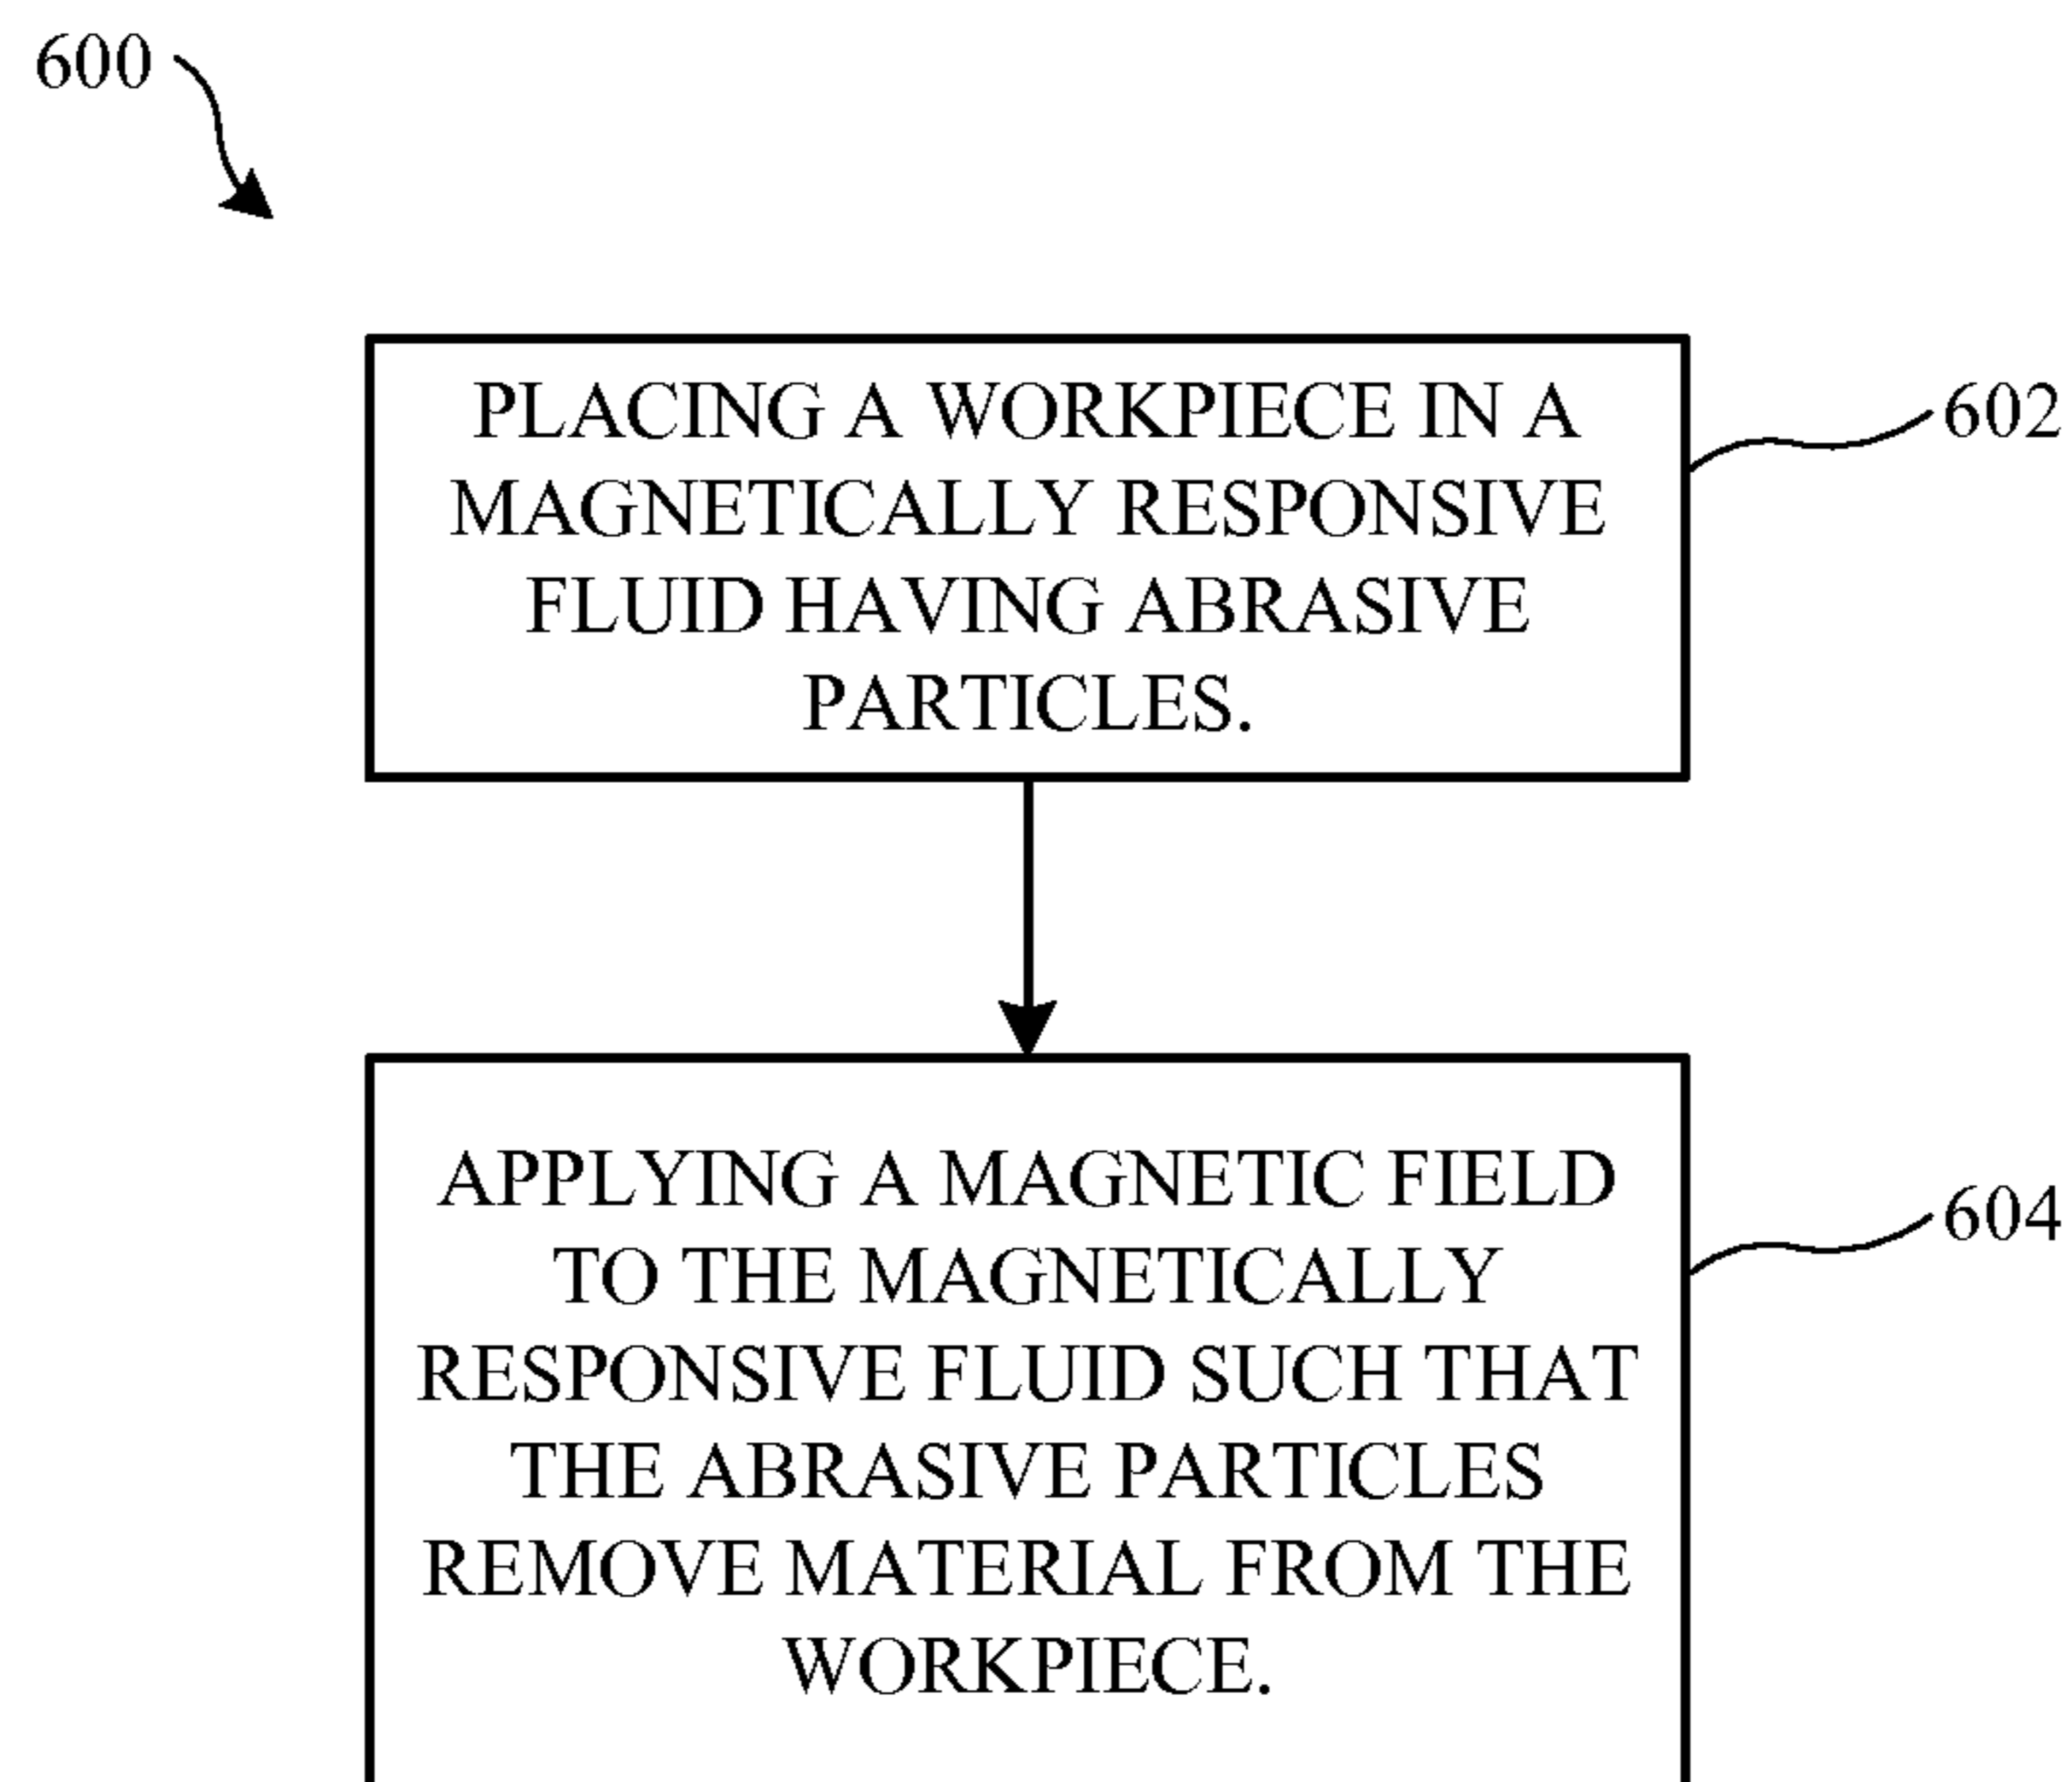 600
PLACING A WORKPIECE IN A
MAGNETICALLY RESPONSIVE
FLUID HAVING ABRASIVE
PARTICLES.
602
APPLYING A MAGNETIC FIELD
TO THE MAGNETICALLY
RESPONSIVE FLUID SUCH THAT
THE ABRASIVE PARTICLES
REMOVE MATERIAL FROM THE
WORKPIECE.
604